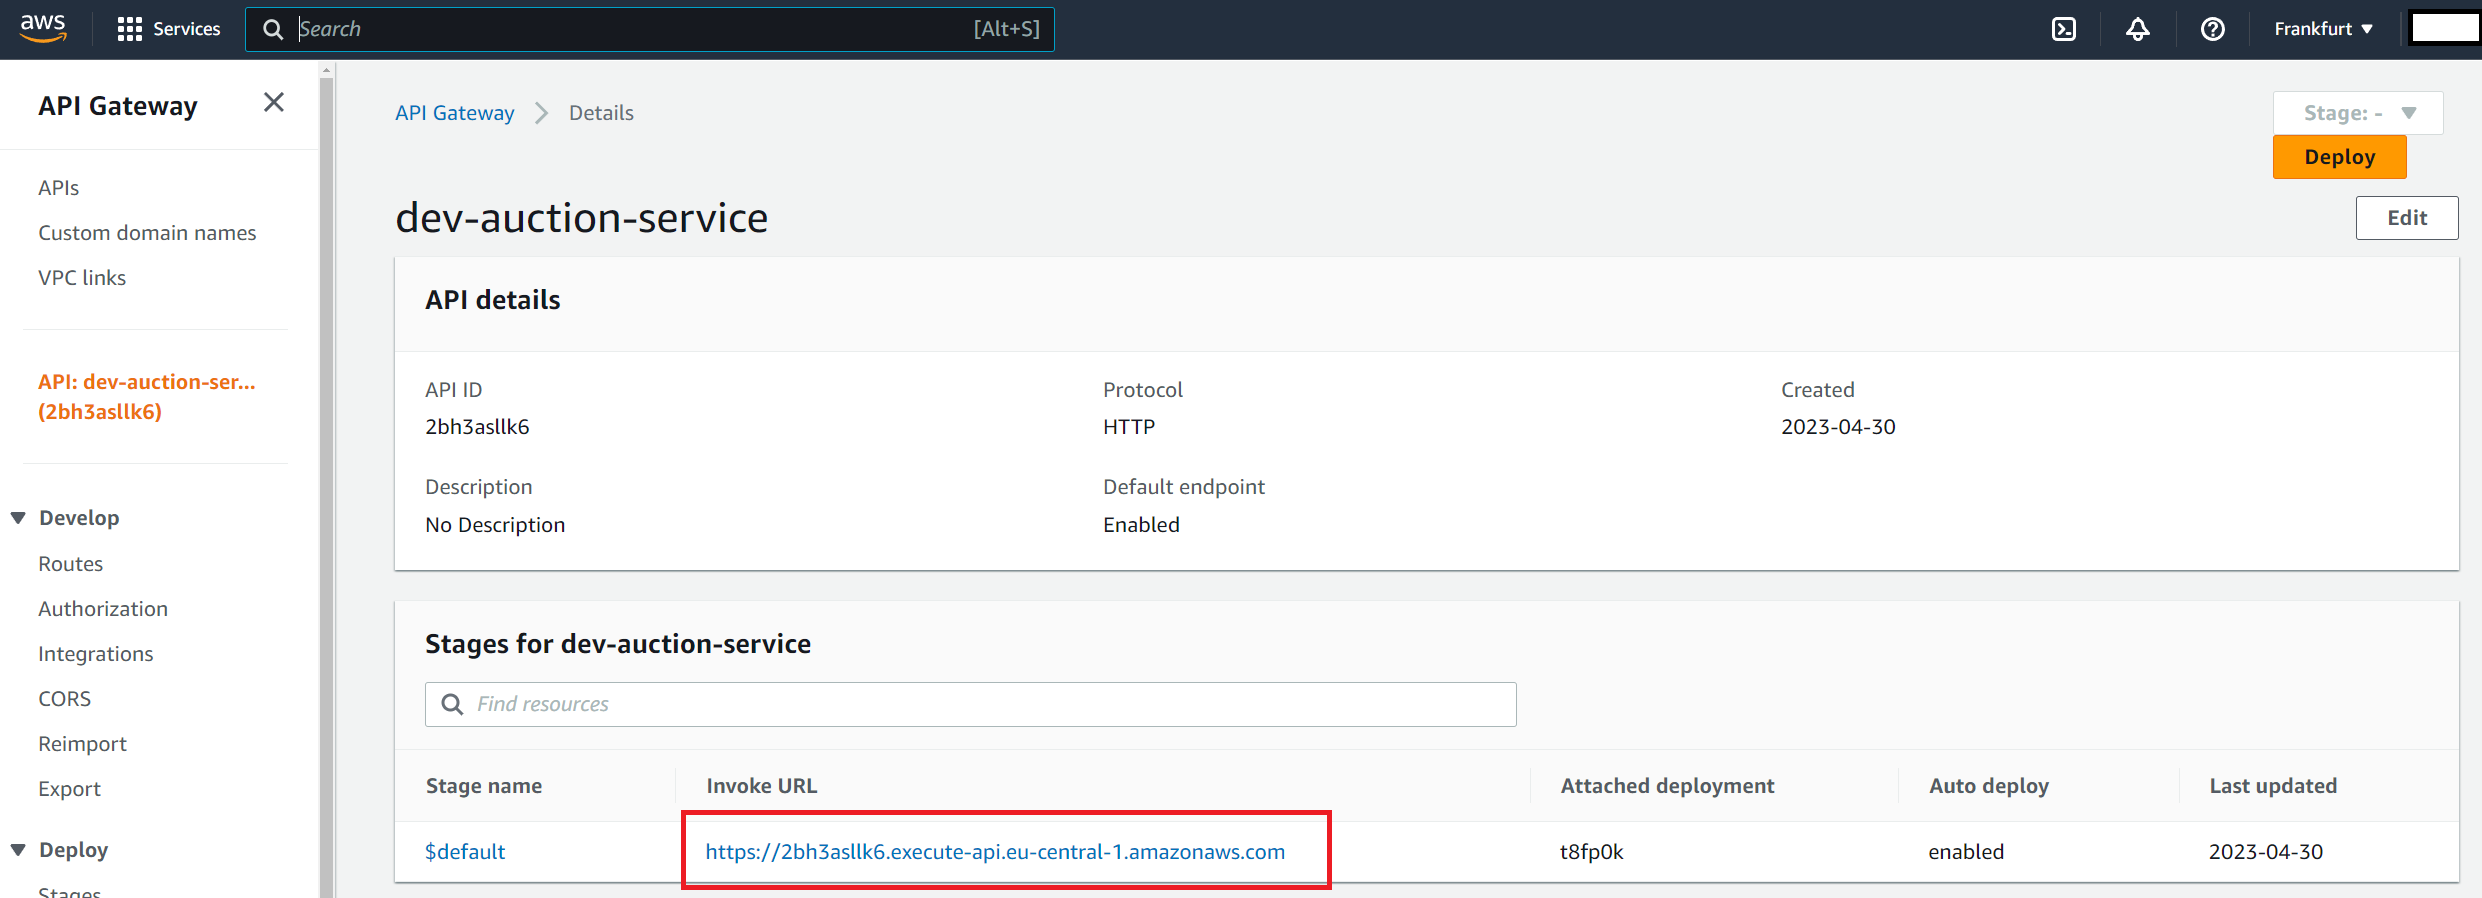 aws
Services
Search
[Alt+S]
Frankfurt
API Gateway
APIs
Custom domain names
VPC links
API: dev-auction-ser...
(2bh3asllk6)
Develop
Routes
Authorization
Integrations
CORS
Reimport
Export
Deploy
Stages
API Gateway
Details
Stage: -
Deploy
dev-auction-service
Edit
API details
API ID
Protocol
Created
2bh3asllk6
HTTP
2023-04-30
Description
Default endpoint
No Description
Enabled
Stages for dev-auction-service
Find resources
Stage name
Invoke URL
Attached deployment
Auto deploy
Last updated
$default
https://2bh3asllk6.execute-api.eu-central-1.amazonaws.com
t8fp0k
enabled
2023-04-30